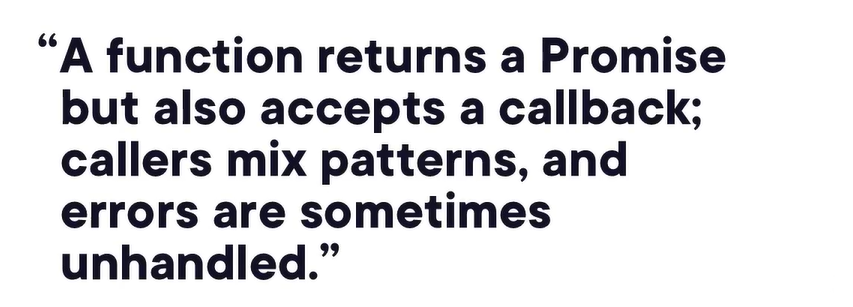 “A function returns a Promise
but also accepts a callback;
callers mix patterns, and
errors are sometimes
unhandled.”